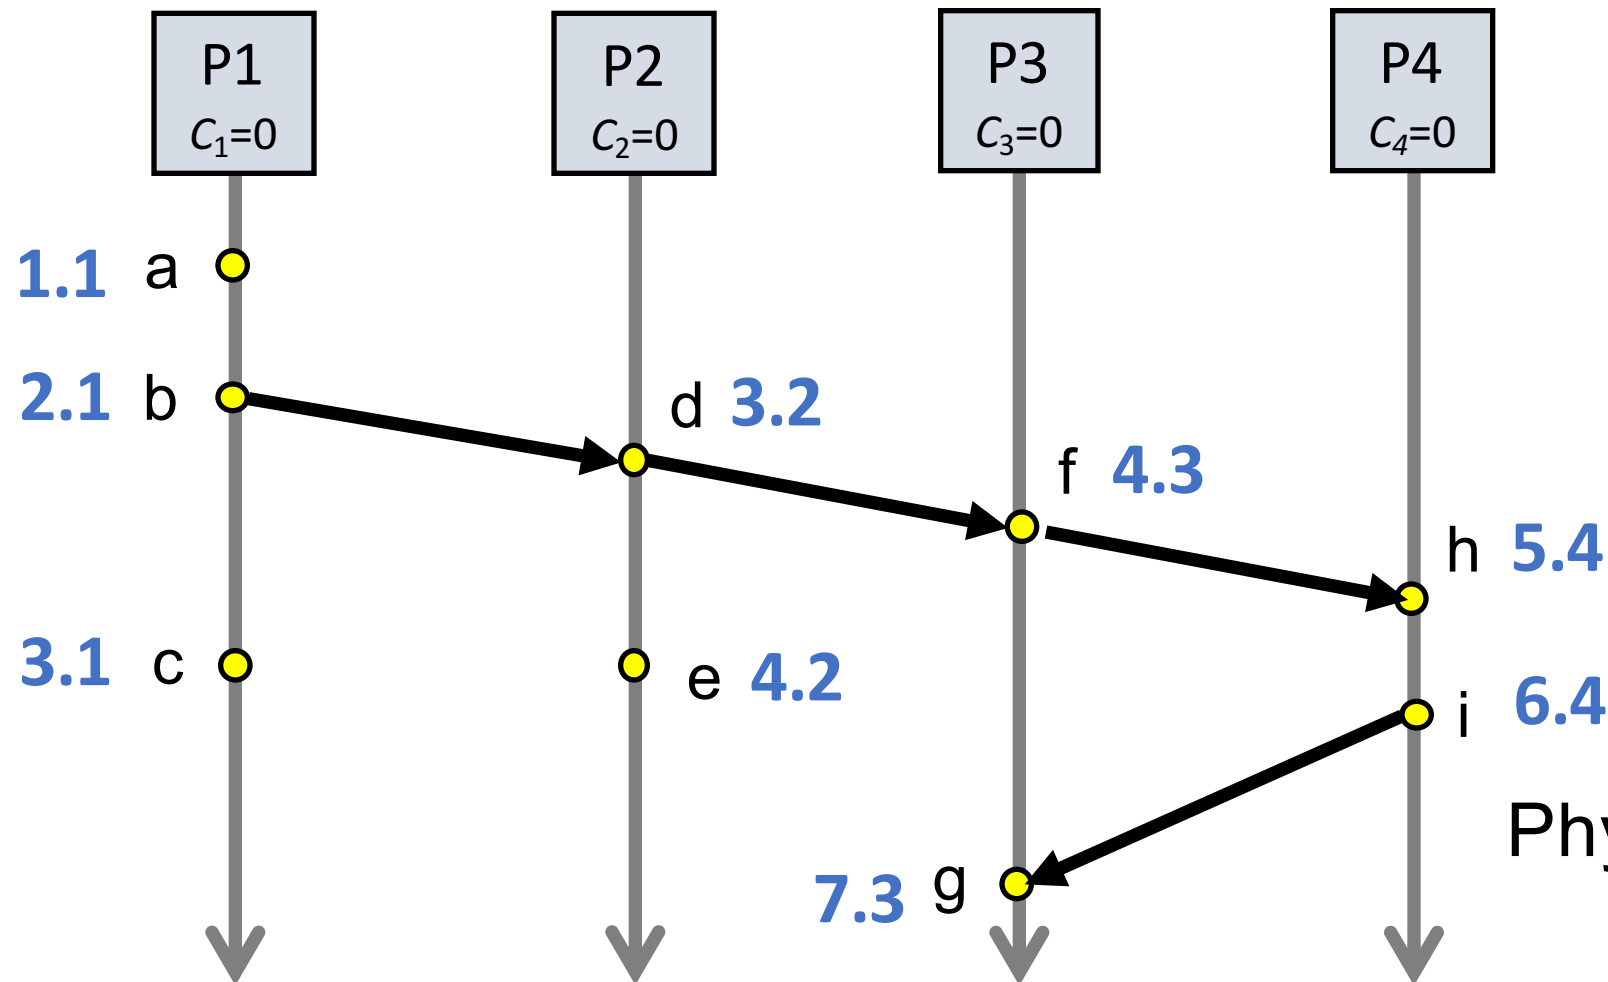 P1
C₁=0
P2
C₂=0
P3
C₃=0
P4
C₄=0
1.1 a
2.1 b
d 3.2
f 4.3
h 5.4
3.1 c
e 4.2
i 6.4
7.3 g